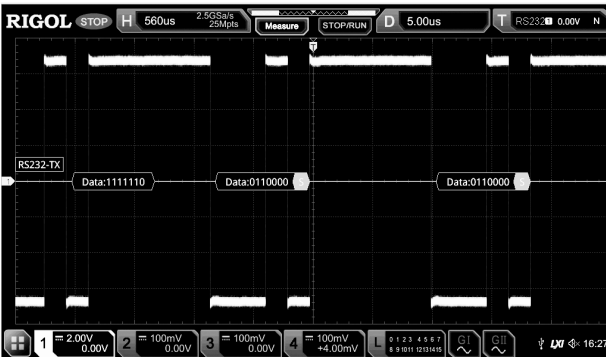 RIGOL STOP H 560us 2.5GSa/s 25Mpts Measure STOP/RUN D 5.00us T RS232 1 0.00V N
T
RS232-TX
1 Data:1111110 Data:0110000 S Data:0110000 S
1 2.00V 0.00V 2 100mV 0.00V 3 100mV 0.00V 4 100mV +4.00mV L 0 1 2 3 4 5 6 7 8 9 10 11 12 13 14 15 GI GII LXI 16:27